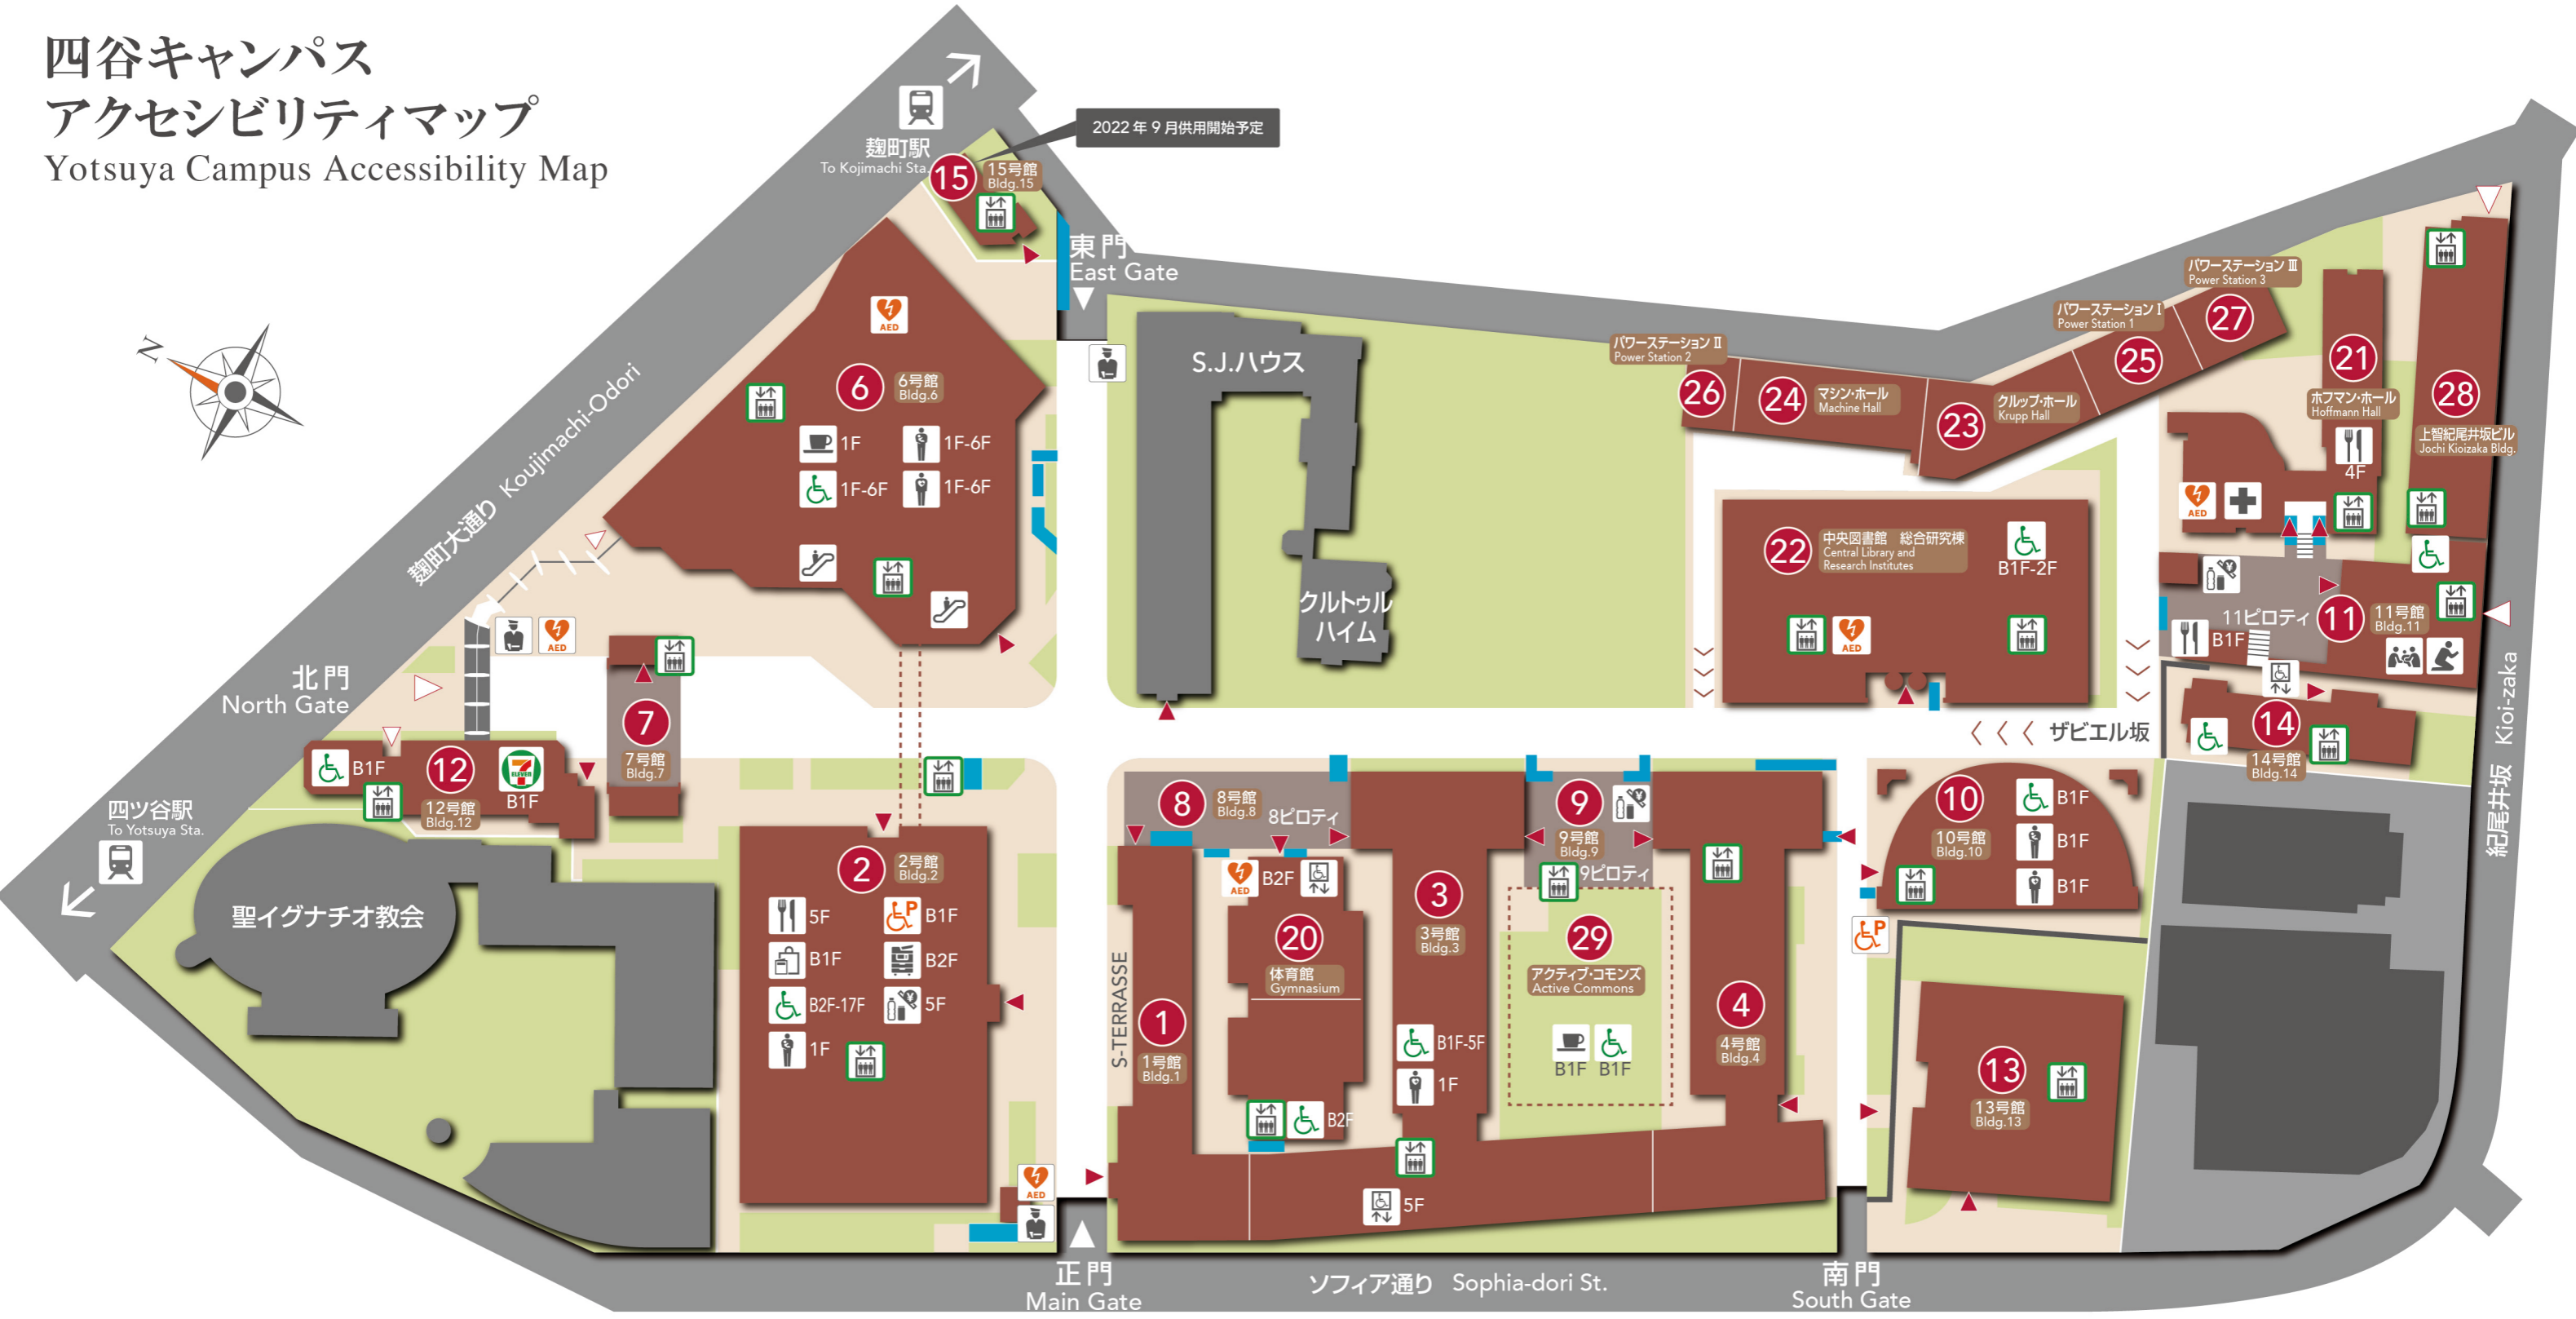 四谷キャンパス
アクセシビリティマップ
Yotsuya Campus Accessibility Map
麹町駅
To Kojimachi Sta.
2022年9月供用開始予定
15
15号館
Bldg.15
東門
East Gate
N
麹町大通り Koujimachi-Odori
AED
6
6号館
Bldg.6
1F
1F-6F
1F-6F
1F-6F
S.J.ハウス
クルトゥル
ハイム
パワーステーション II
Power Station 2
26
24
マシン・ホール
Machine Hall
23
クルップ・ホール
Krupp Hall
パワーステーション I
Power Station 1
25
パワーステーション III
Power Station 3
27
21
ホフマン・ホール
Hoffmann Hall
4F
AED
28
上智紀尾井坂ビル
Jochi Kioizaka Bldg.
22
中央図書館 総合研究棟
Central Library and
Research Institutes
B1F-2F
AED
11ピロティ
11
11号館
Bldg.11
B1F
14
14号館
Bldg.14
ザビエル坂
紀尾井坂 Kioi-zaka
北門
North Gate
AED
7
7号館
Bldg.7
B1F
12
12号館
Bldg.12
7
ELEVEN
B1F
四ツ谷駅
To Yotsuya Sta.
聖イグナチオ教会
2
2号館
Bldg.2
5F
B1F
B1F
B2F
B2F-17F
5F
1F
P
AED
8
8号館
Bldg.8
8ピロティ
S-TERRASSE
1
1号館
Bldg.1
AED
B2F
20
体育館
Gymnasium
B2F
3
3号館
Bldg.3
B1F-5F
1F
5F
9
9号館
Bldg.9
9ピロティ
29
アクティブ・コモンズ
Active Commons
B1F
B1F
4
4号館
Bldg.4
10
10号館
Bldg.10
B1F
B1F
B1F
P
13
13号館
Bldg.13
正門
Main Gate
ソフィア通り Sophia-dori St.
南門
South Gate